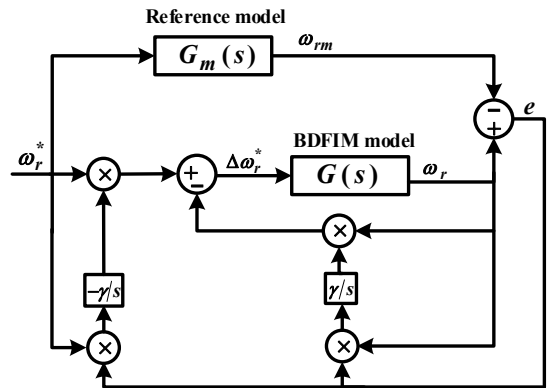 Reference model
G_m(s)
ω_rm
-
+
e
BDFIM model
ω_r^*
×
+
-
Δω_r^*
G(s)
ω_r
×
-γ/s
γ/s
×
×